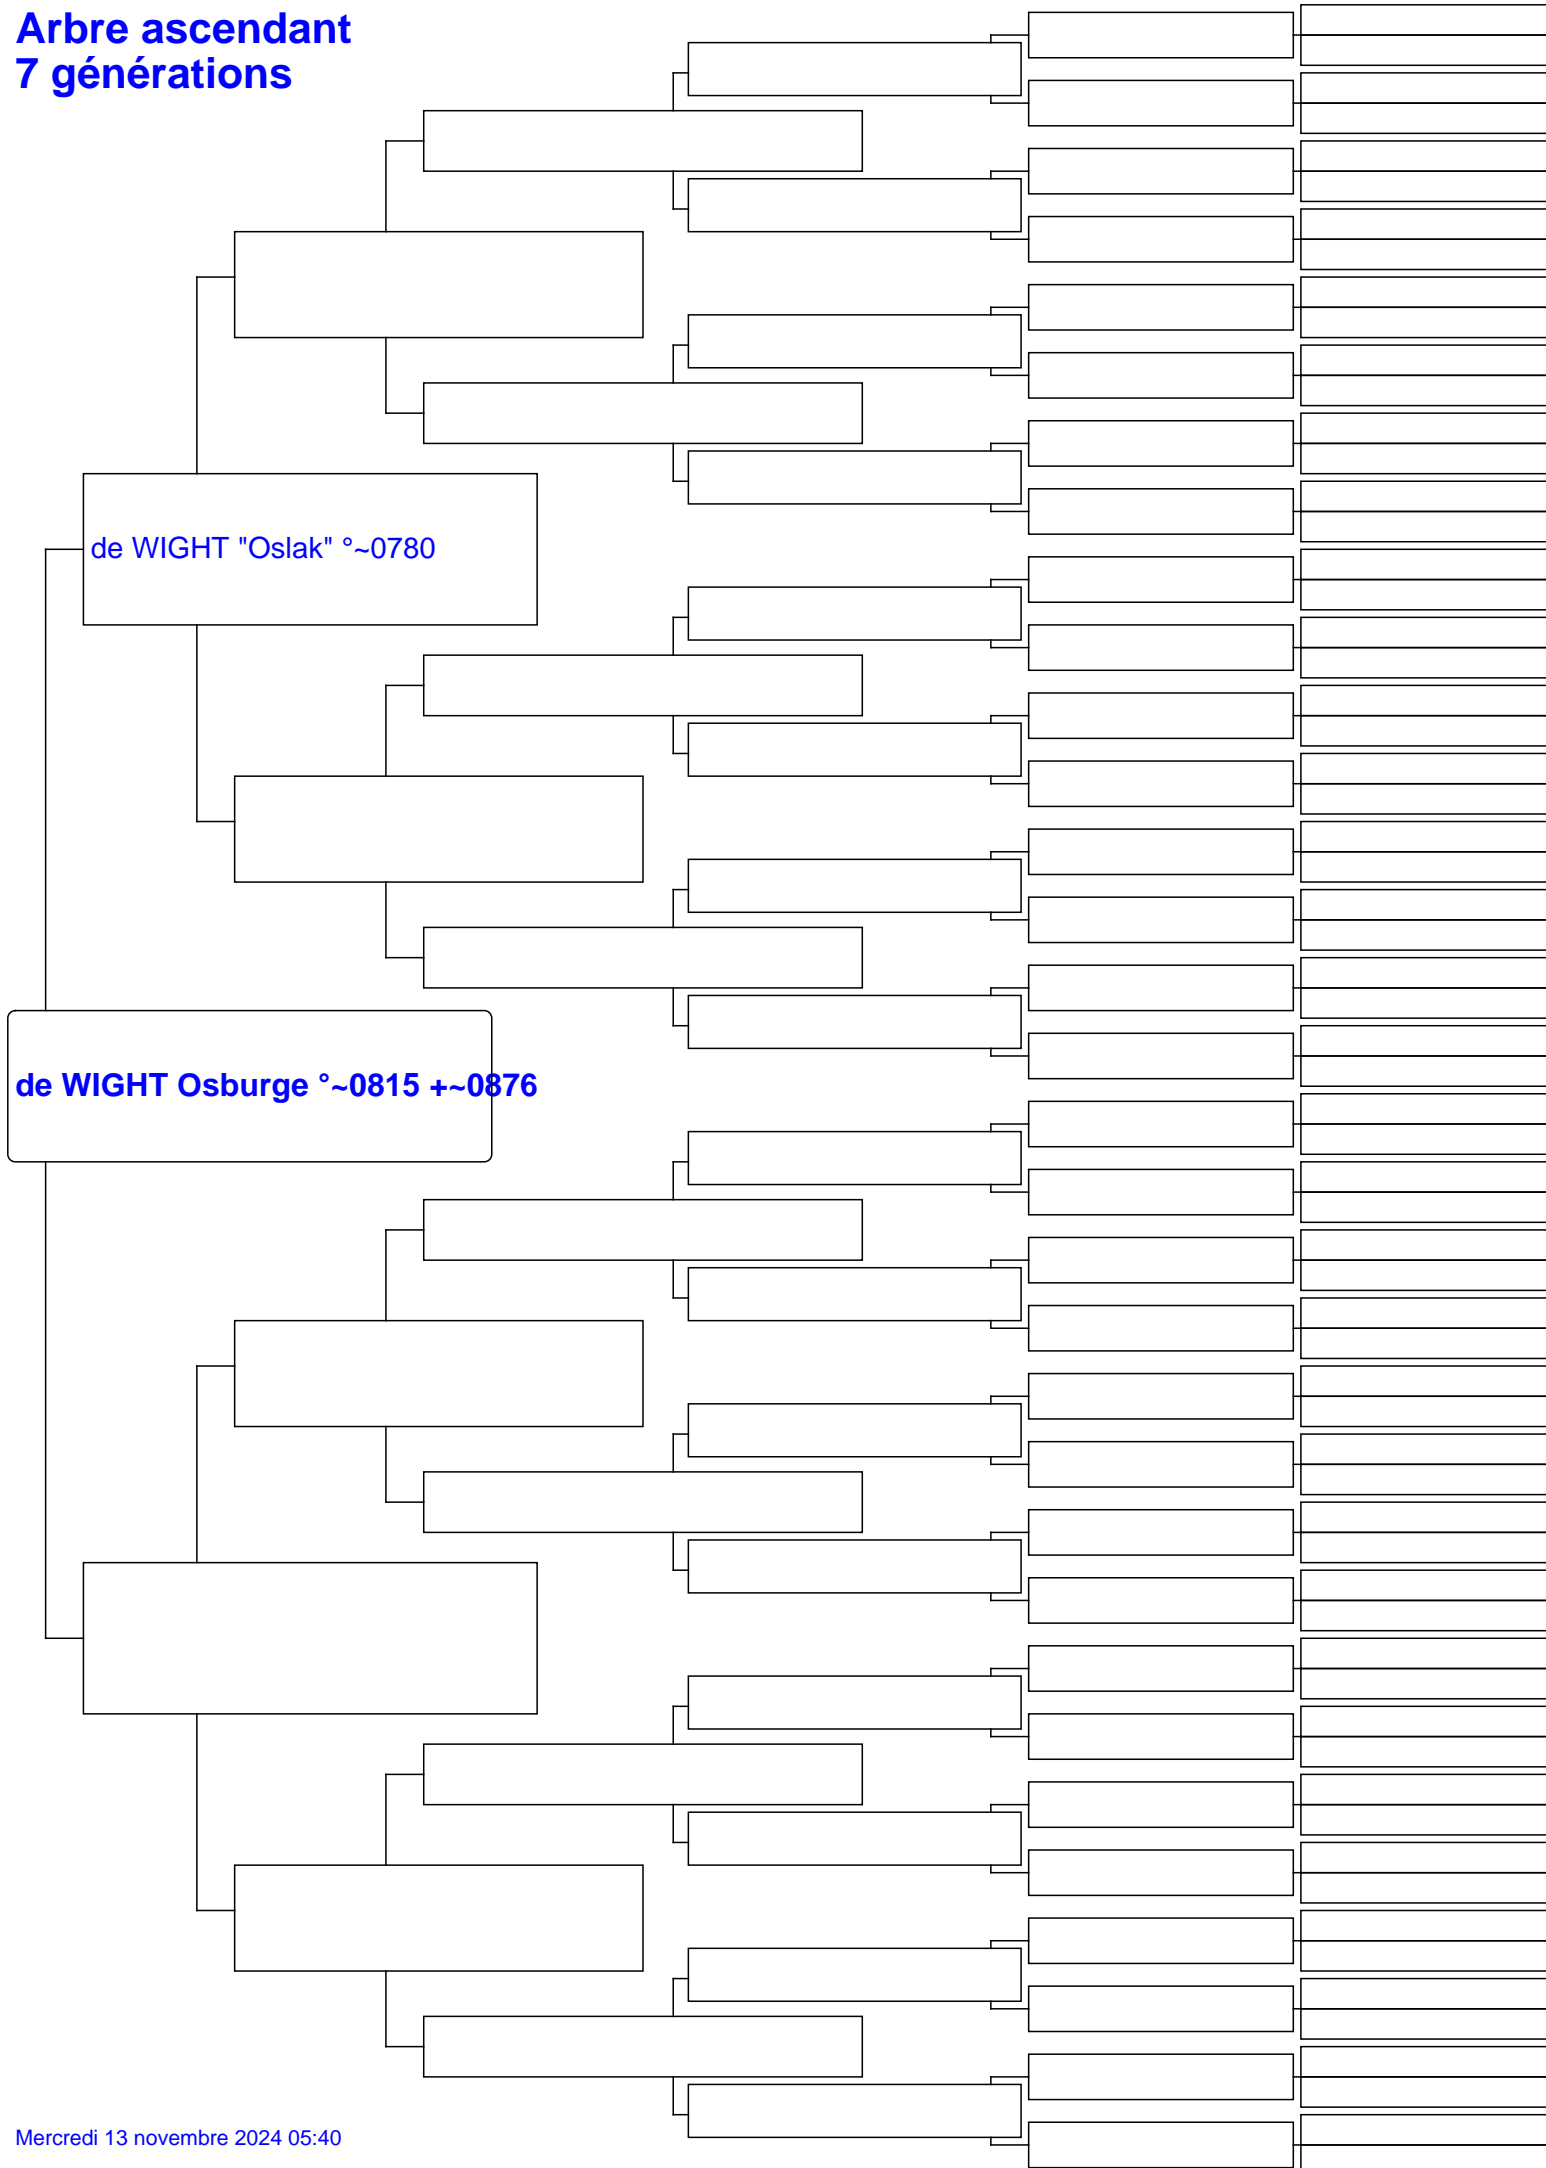 Arbre ascendant
7 générations
de WIGHT "Oslak" °~0780
de WIGHT Osburge °~0815 +~0876
Mercredi 13 novembre 2024 05:40